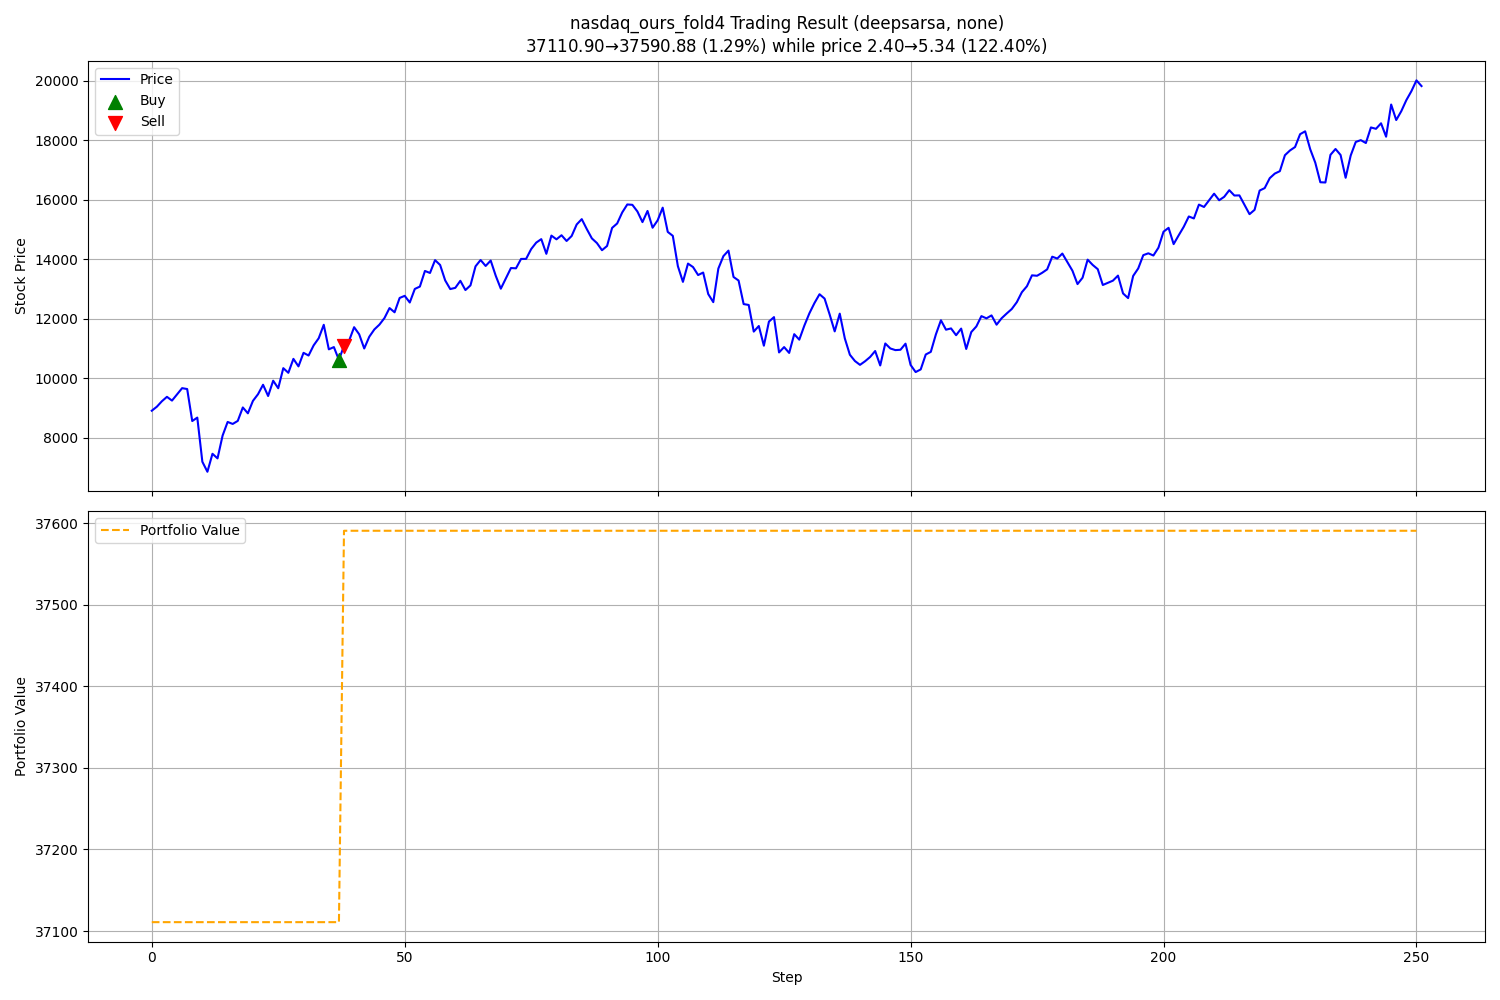 nasdaq_ours_fold4 Trading Result (deepsarsa, none)
37110.90→37590.88 (1.29%) while price 2.40→5.34 (122.40%)
Price
Buy
Sell
Stock Price
20000
18000
16000
14000
12000
10000
8000
Portfolio Value
Portfolio Value
37600
37500
37400
37300
37200
37100
0 50 100 150 200 250
Step